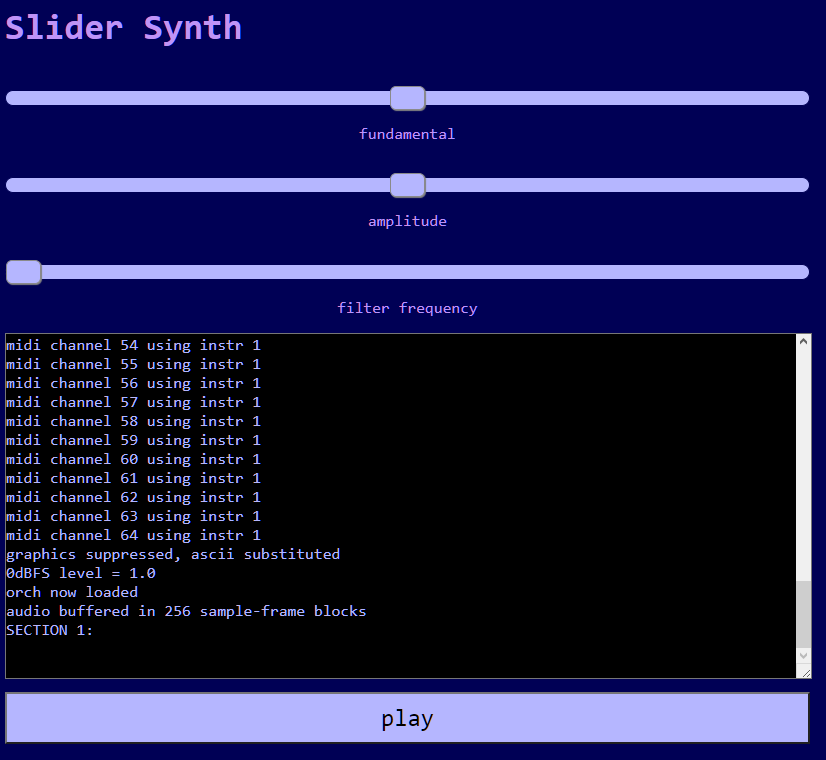 Slider Synth
fundamental
amplitude
filter frequency
midi channel 54 using instr 1
midi channel 55 using instr 1
midi channel 56 using instr 1
midi channel 57 using instr 1
midi channel 58 using instr 1
midi channel 59 using instr 1
midi channel 60 using instr 1
midi channel 61 using instr 1
midi channel 62 using instr 1
midi channel 63 using instr 1
midi channel 64 using instr 1
graphics suppressed, ascii substituted
0dBFS level = 1.0
orch now loaded
audio buffered in 256 sample-frame blocks
SECTION 1:
play